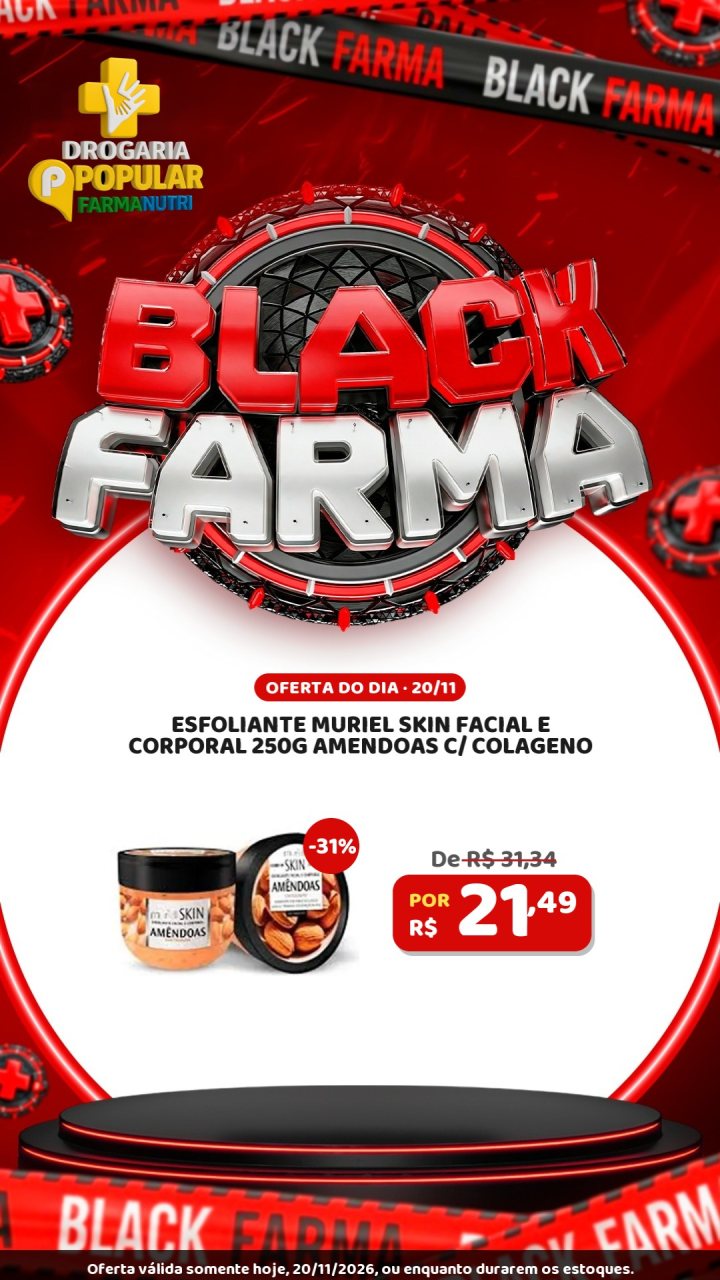 BLACK FARMA BLACK FARMA
DROGARIA
POPULAR
FARMANUTRI
BLACK
FARMA
OFERTA DO DIA · 20/11
ESFOLIANTE MURIEL SKIN FACIAL E
CORPORAL 250G AMENDOAS C/ COLAGENO
-31%
SKIN
AMÊNDOAS
SKIN
AMÊNDOAS
De R$ 31,34
POR
R$ 21,49
BLACK FARMA BLACK FARM
Oferta válida somente hoje, 20/11/2026, ou enquanto durarem os estoques.